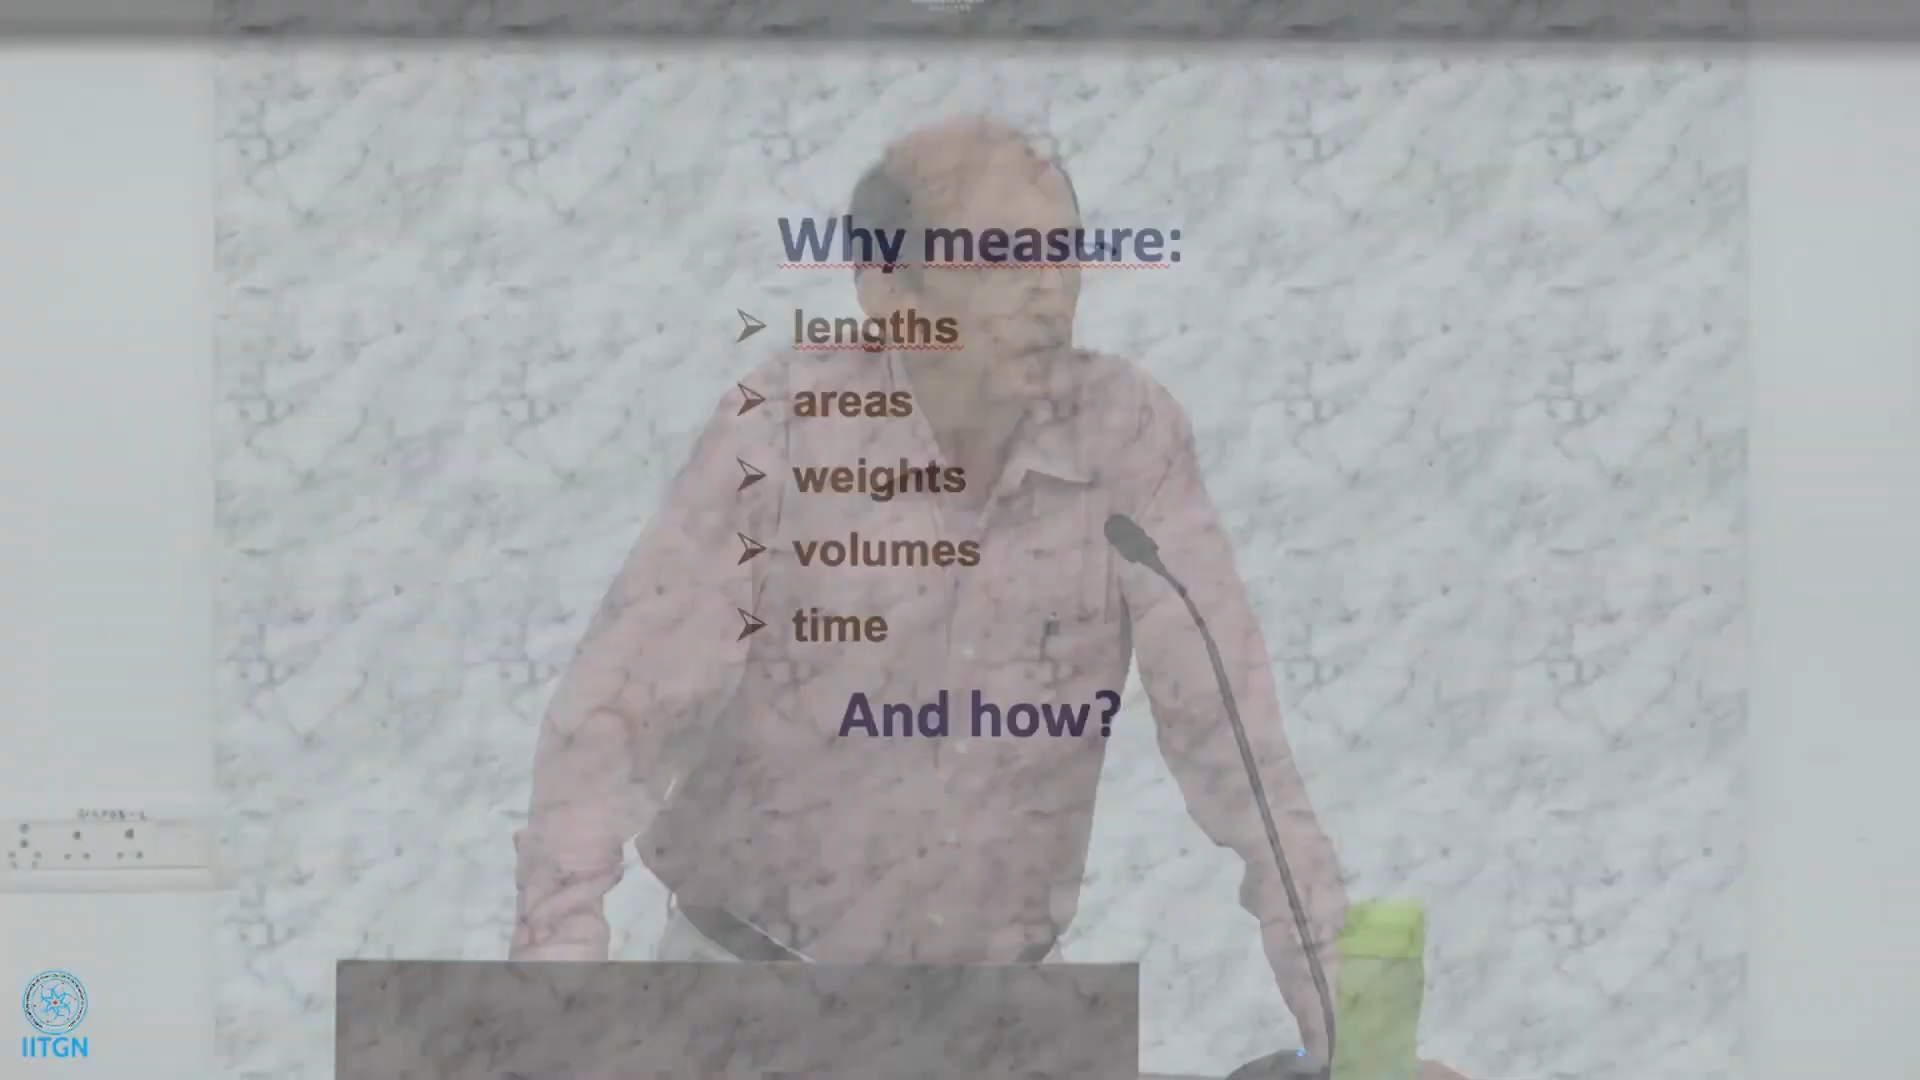 Why measure:
➢ lengths
➢ areas
➢ weights
➢ volumes
➢ time
And how?
IITGN